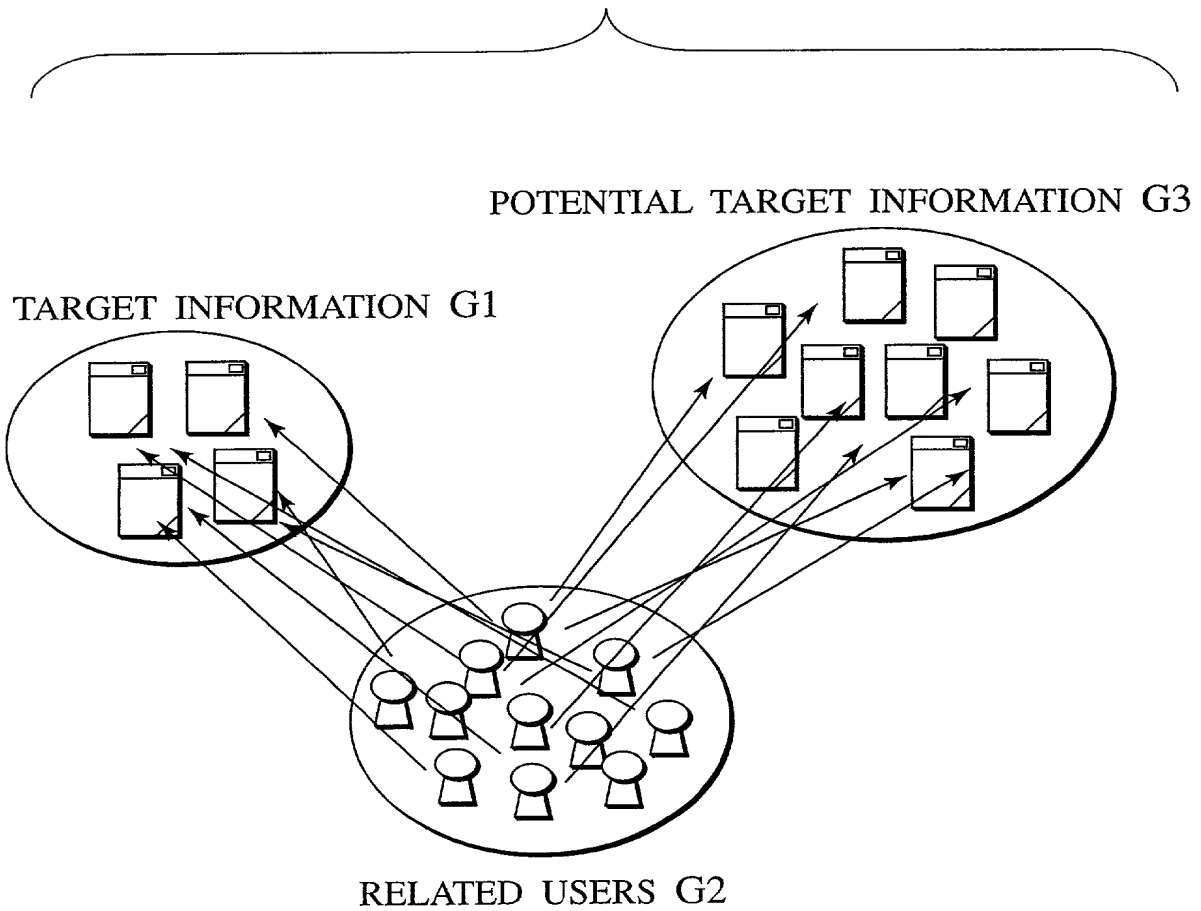 POTENTIAL TARGET INFORMATION G3
TARGET INFORMATION G1
RELATED USERS G2